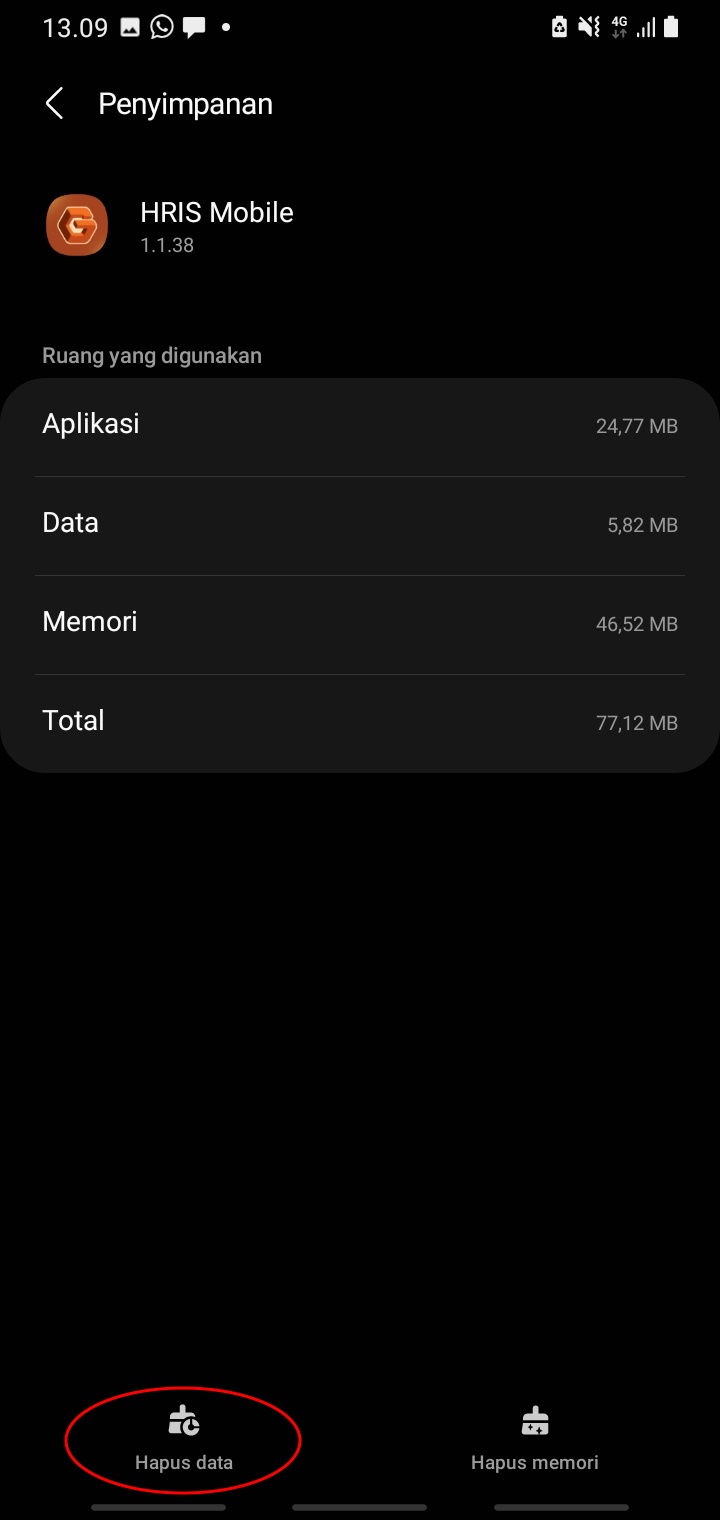 13.09
4G
Penyimpanan
HRIS Mobile
1.1.38
Ruang yang digunakan
Aplikasi 24,77 MB
Data 5,82 MB
Memori 46,52 MB
Total 77,12 MB
Hapus data
Hapus memori